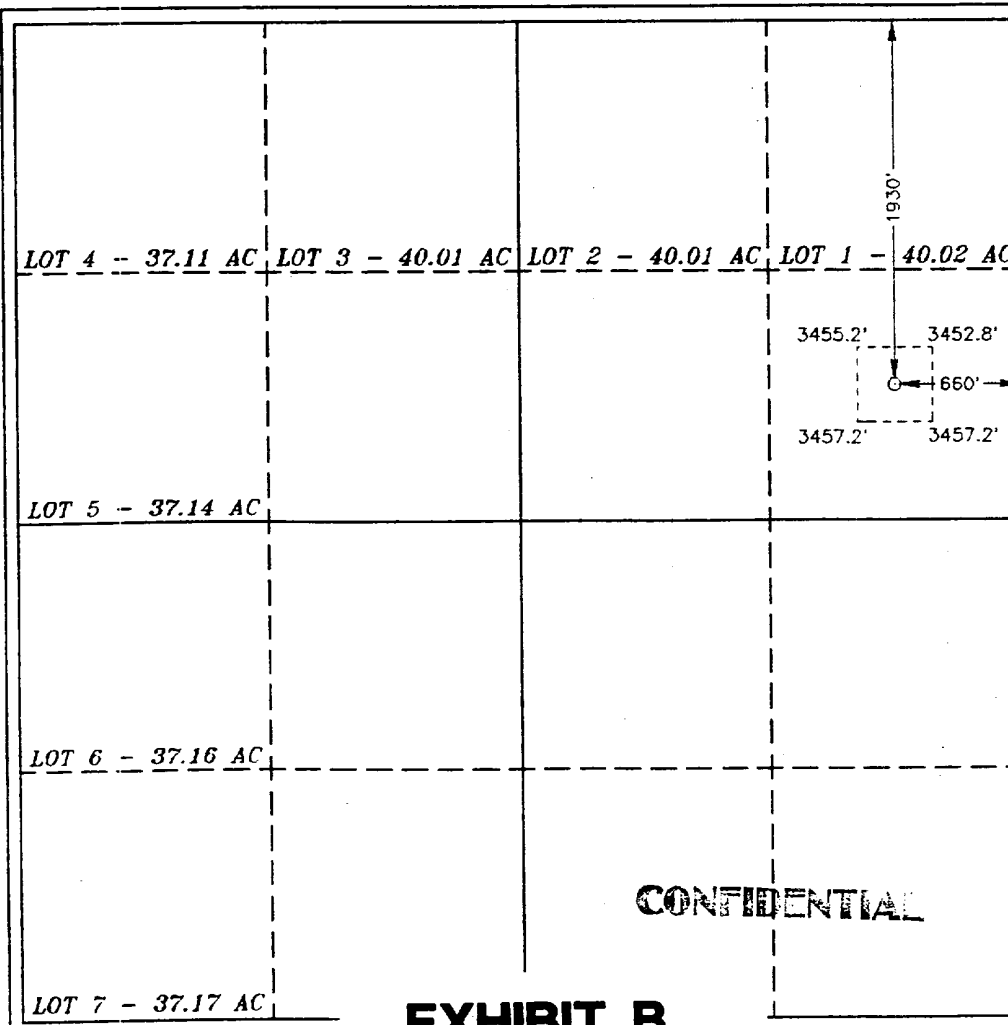 1930'
LOT 4 - 37.11 AC LOT 3 - 40.01 AC LOT 2 - 40.01 AC LOT 1 - 40.02 AC
3455.2' 3452.8'
660'
3457.2' 3457.2'
LOT 5 - 37.14 AC
LOT 6 - 37.16 AC
CONFIDENTIAL
LOT 7 - 37.17 AC
EXHIBIT B